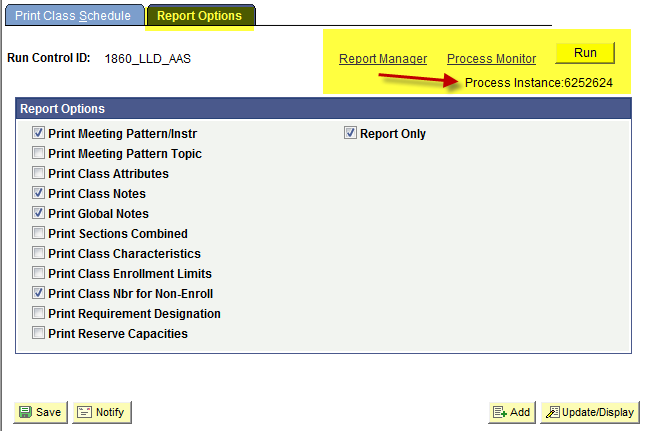 Print Class Schedule Report Options
Run Control ID: 1860_LLD_AAS Report Manager Process Monitor Run
Process Instance:6252624
Report Options
Print Meeting Pattern/Instr Report Only
Print Meeting Pattern Topic
Print Class Attributes
Print Class Notes
Print Global Notes
Print Sections Combined
Print Class Characteristics
Print Class Enrollment Limits
Print Class Nbr for Non-Enroll
Print Requirement Designation
Print Reserve Capacities
Save Notify Add Update/Display